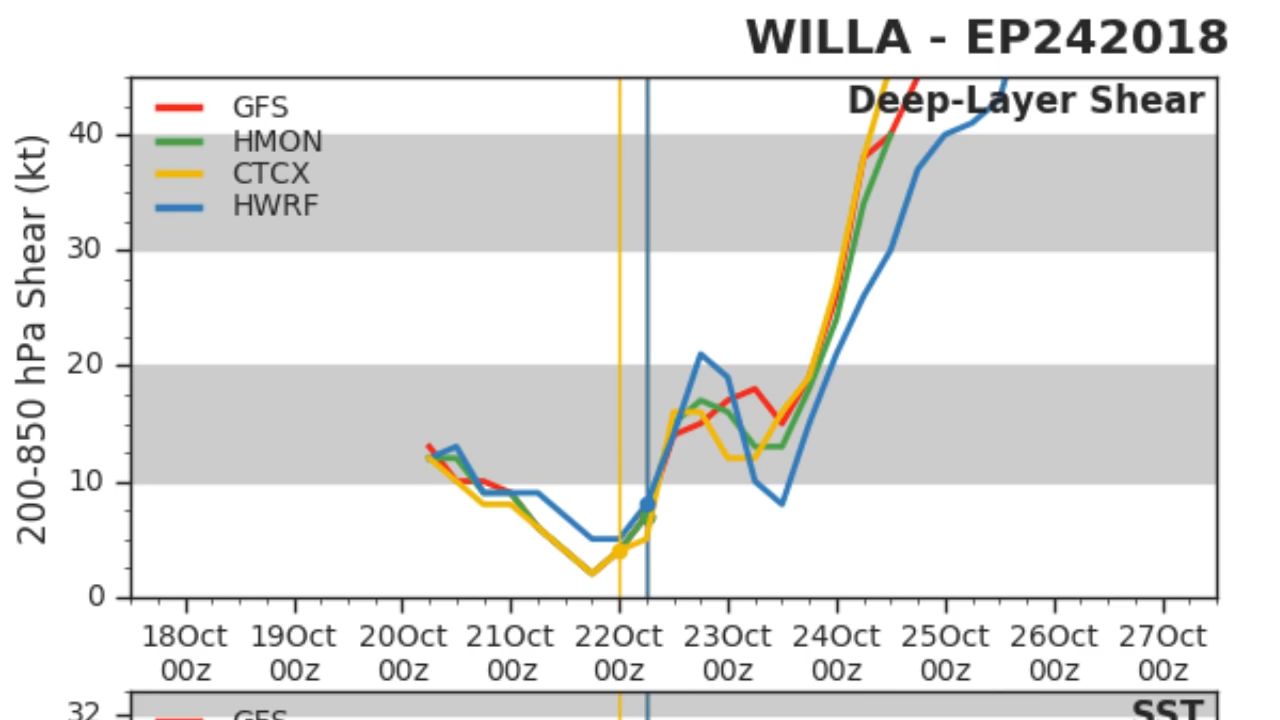 WILLA - EP242018
Deep-Layer Shear
GFS
HMON
CTCX
HWRF
200-850 hPa Shear (kt)
40
30
20
10
0
18Oct 19Oct 20Oct 21Oct 22Oct 23Oct 24Oct 25Oct 26Oct 27Oct
00z 00z 00z 00z 00z 00z 00z 00z 00z 00z
32
GFS
SST